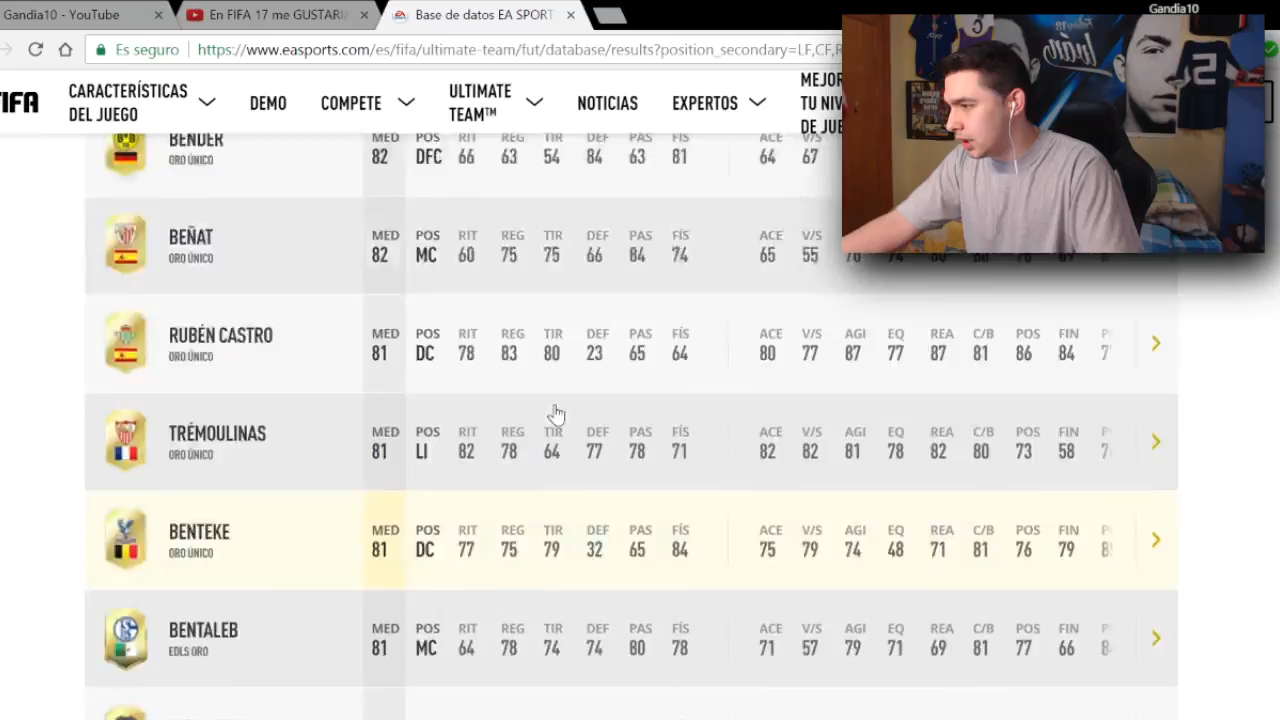 Gandia10 - YouTube × En FIFA 17 me GUSTARI × Base de datos EA SPORT × Gandia10
Es seguro https://www.easports.com/es/fifa/ultimate-team/fut/database/results?position_secondary=LF,CF,R
FIFA CARACTERÍSTICAS DEL JUEGO DEMO COMPETE ULTIMATE TEAM™ NOTICIAS EXPERTOS MEJOR TU NIV DE JUE
BENDER MED POS RIT REG TIR DEF PAS FÍS ACE V/S
ORO ÚNICO 82 DFC 66 63 54 84 63 81 64 67
BEÑAT MED POS RIT REG TIR DEF PAS FÍS ACE V/S
ORO ÚNICO 82 MC 60 75 75 66 84 74 65 55
RUBÉN CASTRO MED POS RIT REG TIR DEF PAS FÍS ACE V/S AGI EQ REA C/B POS FIN
ORO ÚNICO 81 DC 78 83 80 23 65 64 80 77 87 77 87 81 86 84
TRÉMOULINAS MED POS RIT REG TIR DEF PAS FÍS ACE V/S AGI EQ REA C/B POS FIN
ORO ÚNICO 81 LI 82 78 64 77 78 71 82 82 81 78 82 80 73 58
BENTEKE MED POS RIT REG TIR DEF PAS FÍS ACE V/S AGI EQ REA C/B POS FIN
ORO ÚNICO 81 DC 77 75 79 32 65 84 75 79 74 48 71 81 76 79
BENTALEB MED POS RIT REG TIR DEF PAS FÍS ACE V/S AGI EQ REA C/B POS FIN
EDLS ORO 81 MC 64 78 74 74 80 78 71 57 79 71 69 81 77 66